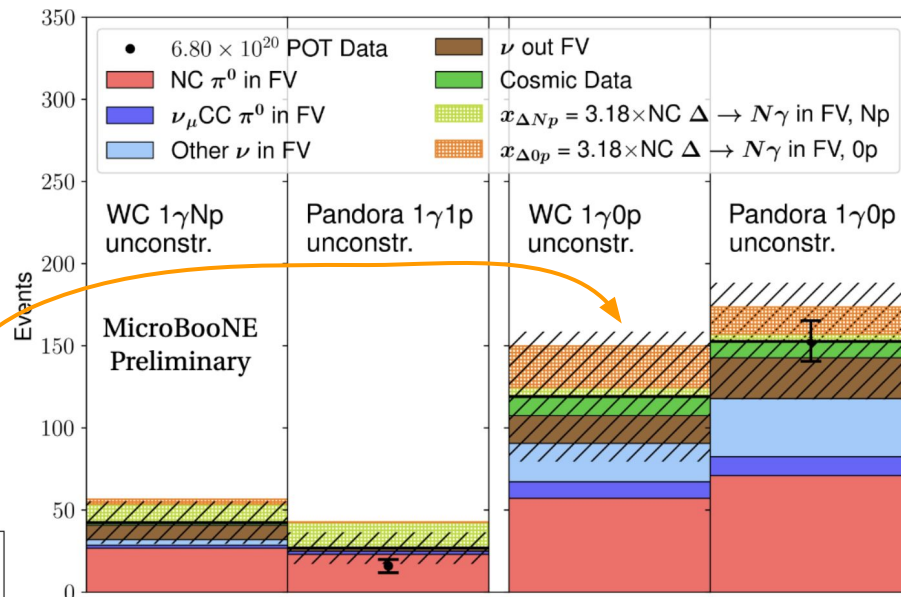 350
300
250
200
150
100
50
0
Events
6.80 × 10²⁰ POT Data
NC π⁰ in FV
νμCC π⁰ in FV
Other ν in FV
ν out FV
Cosmic Data
xΔNp = 3.18×NC Δ → Nγ in FV, Np
xΔ0p = 3.18×NC Δ → Nγ in FV, 0p
WC 1γNp
unconstr.
Pandora 1γ1p
unconstr.
WC 1γ0p
unconstr.
Pandora 1γ0p
unconstr.
MicroBooNE
Preliminary